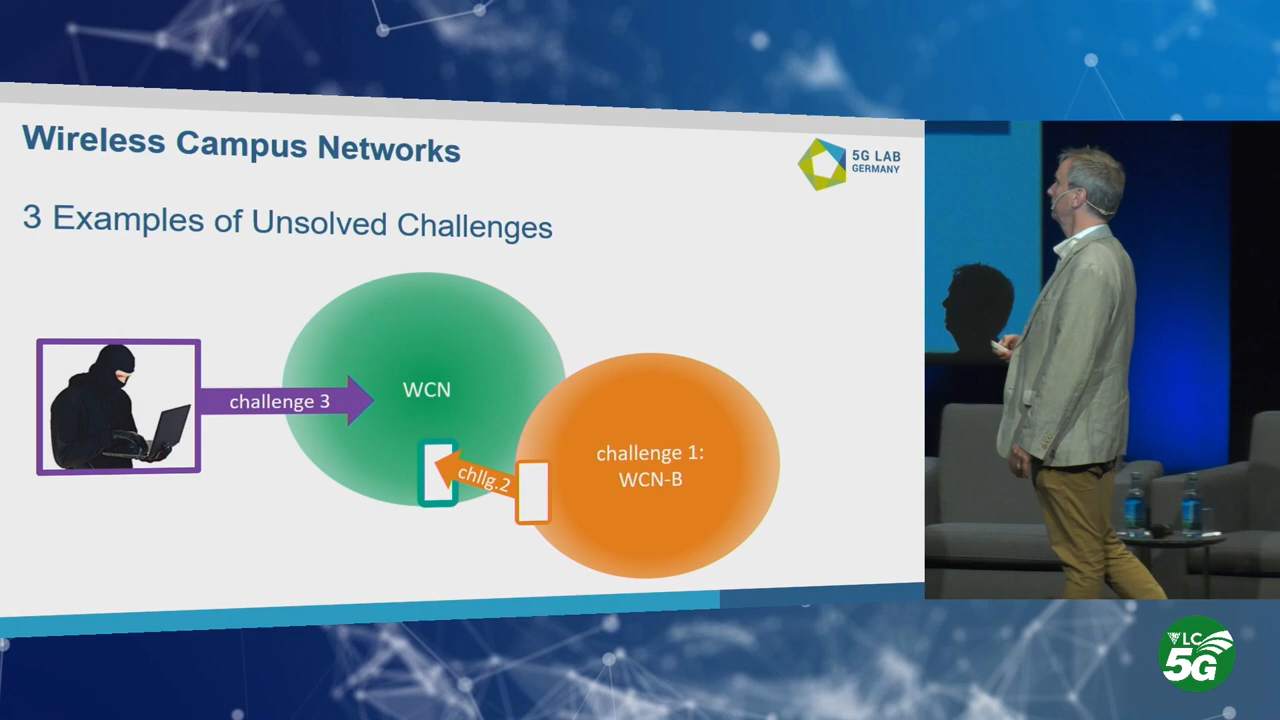 Wireless Campus Networks
5G LAB
GERMANY
3 Examples of Unsolved Challenges
WCN
challenge 3
challenge 1:
WCN-B
chllg.2
VLC
5G